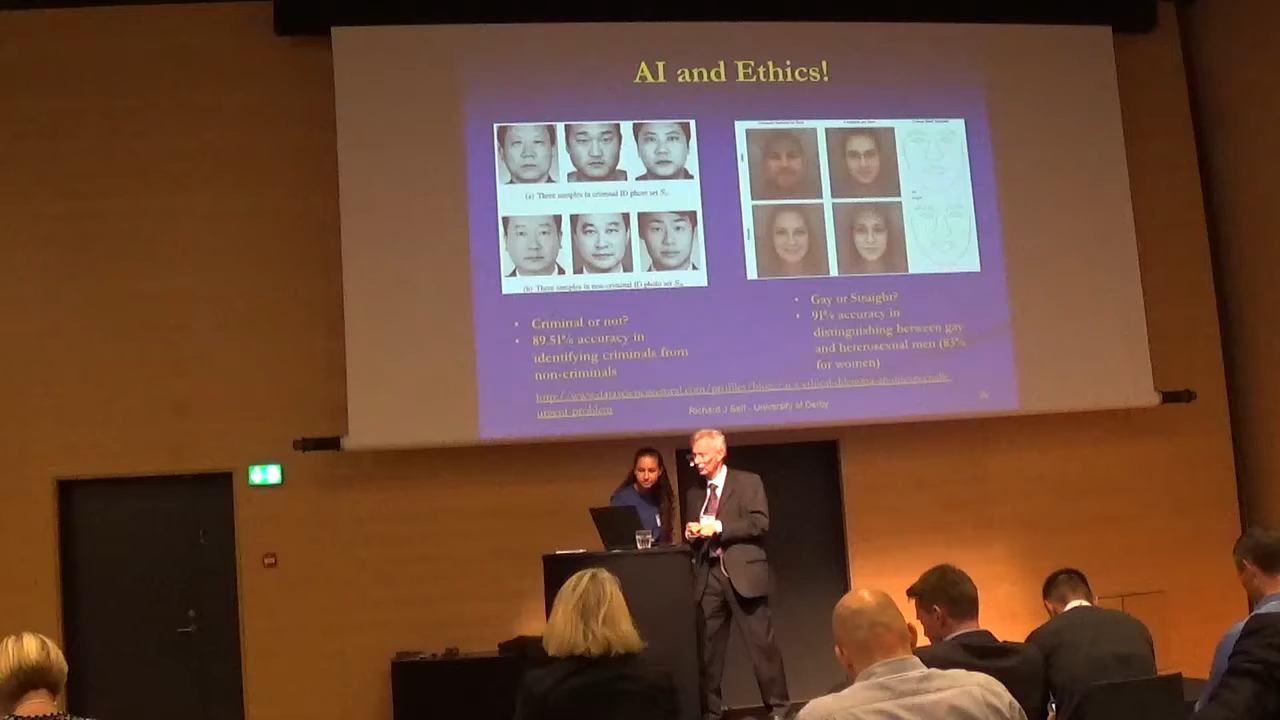 AI and Ethics!
(a) Three samples in criminal ID photo set
(b) Three samples in non-criminal ID photo set
• Criminal or not?
• 89.51% accuracy in
identifying criminals from
non-criminals
• Gay or Straight?
• 91% accuracy in
distinguishing between gay
and heterosexual men (83%
for women)
urgent-problem
Richard J Self - University of Derby